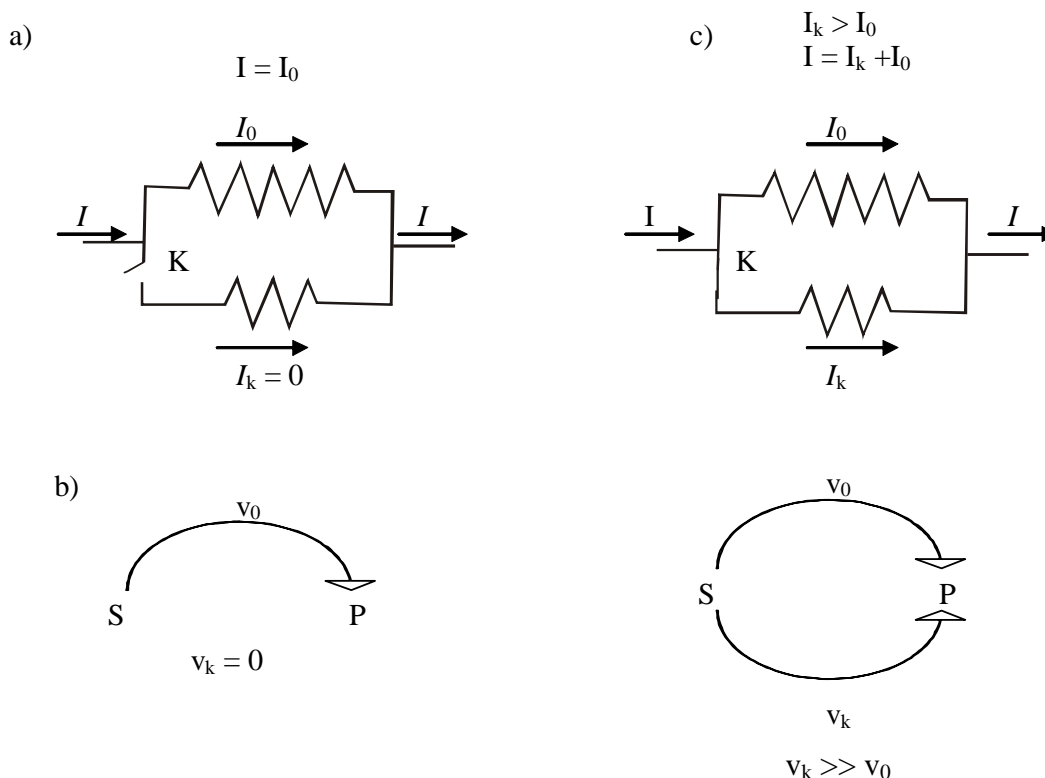 a)
I = I₀
I₀
I
I
K
Iₖ = 0
c)
Iₖ > I₀
I = Iₖ +I₀
I₀
I
I
K
Iₖ
b)
v₀
S
P
vₖ = 0
v₀
S
P
vₖ
vₖ >> v₀